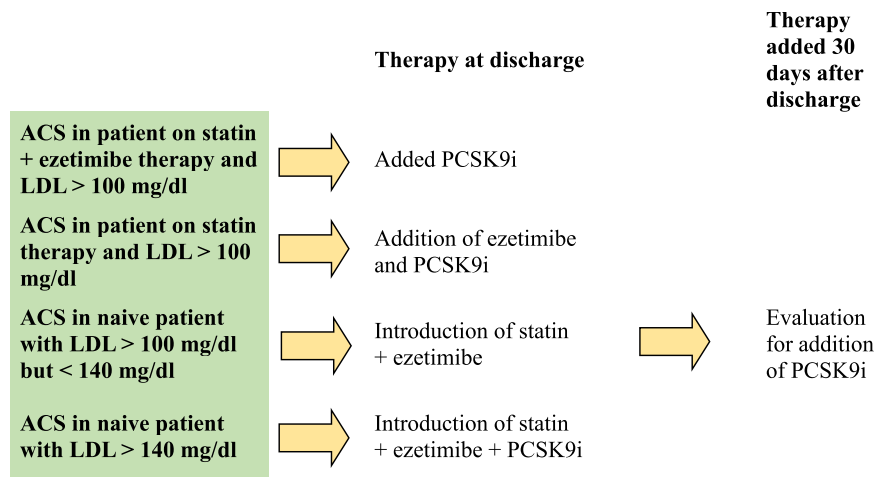 Therapy at discharge
Therapy
added 30
days after
discharge
ACS in patient on statin
+ ezetimibe therapy and
LDL > 100 mg/dl
Added PCSK9i
ACS in patient on statin
therapy and LDL > 100
mg/dl
Addition of ezetimibe
and PCSK9i
ACS in naive patient
with LDL > 100 mg/dl
but < 140 mg/dl
Introduction of statin
+ ezetimibe
Evaluation
for addition
of PCSK9i
ACS in naive patient
with LDL > 140 mg/dl
Introduction of statin
+ ezetimibe + PCSK9i